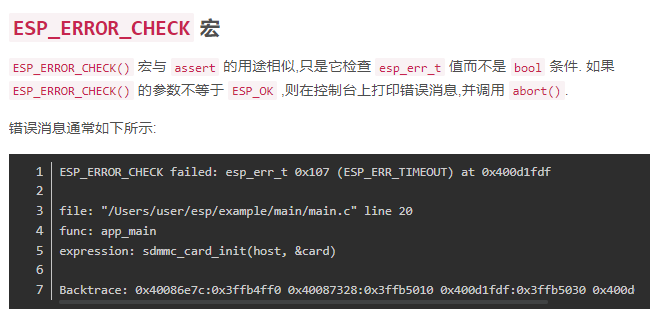 ESP_ERROR_CHECK 宏
ESP_ERROR_CHECK() 宏与 assert 的用途相似,只是它检查 esp_err_t 值而不是 bool 条件. 如果
ESP_ERROR_CHECK() 的参数不等于 ESP_OK ,则在控制台上打印错误消息,并调用 abort().
错误消息通常如下所示:
1 ESP_ERROR_CHECK failed: esp_err_t 0x107 (ESP_ERR_TIMEOUT) at 0x400d1fdf
2
3 file: "/Users/user/esp/example/main/main.c" line 20
4 func: app_main
5 expression: sdmmc_card_init(host, &card)
6
7 Backtrace: 0x40086e7c:0x3ffb4ff0 0x40087328:0x3ffb5010 0x400d1fdf:0x3ffb5030 0x400d